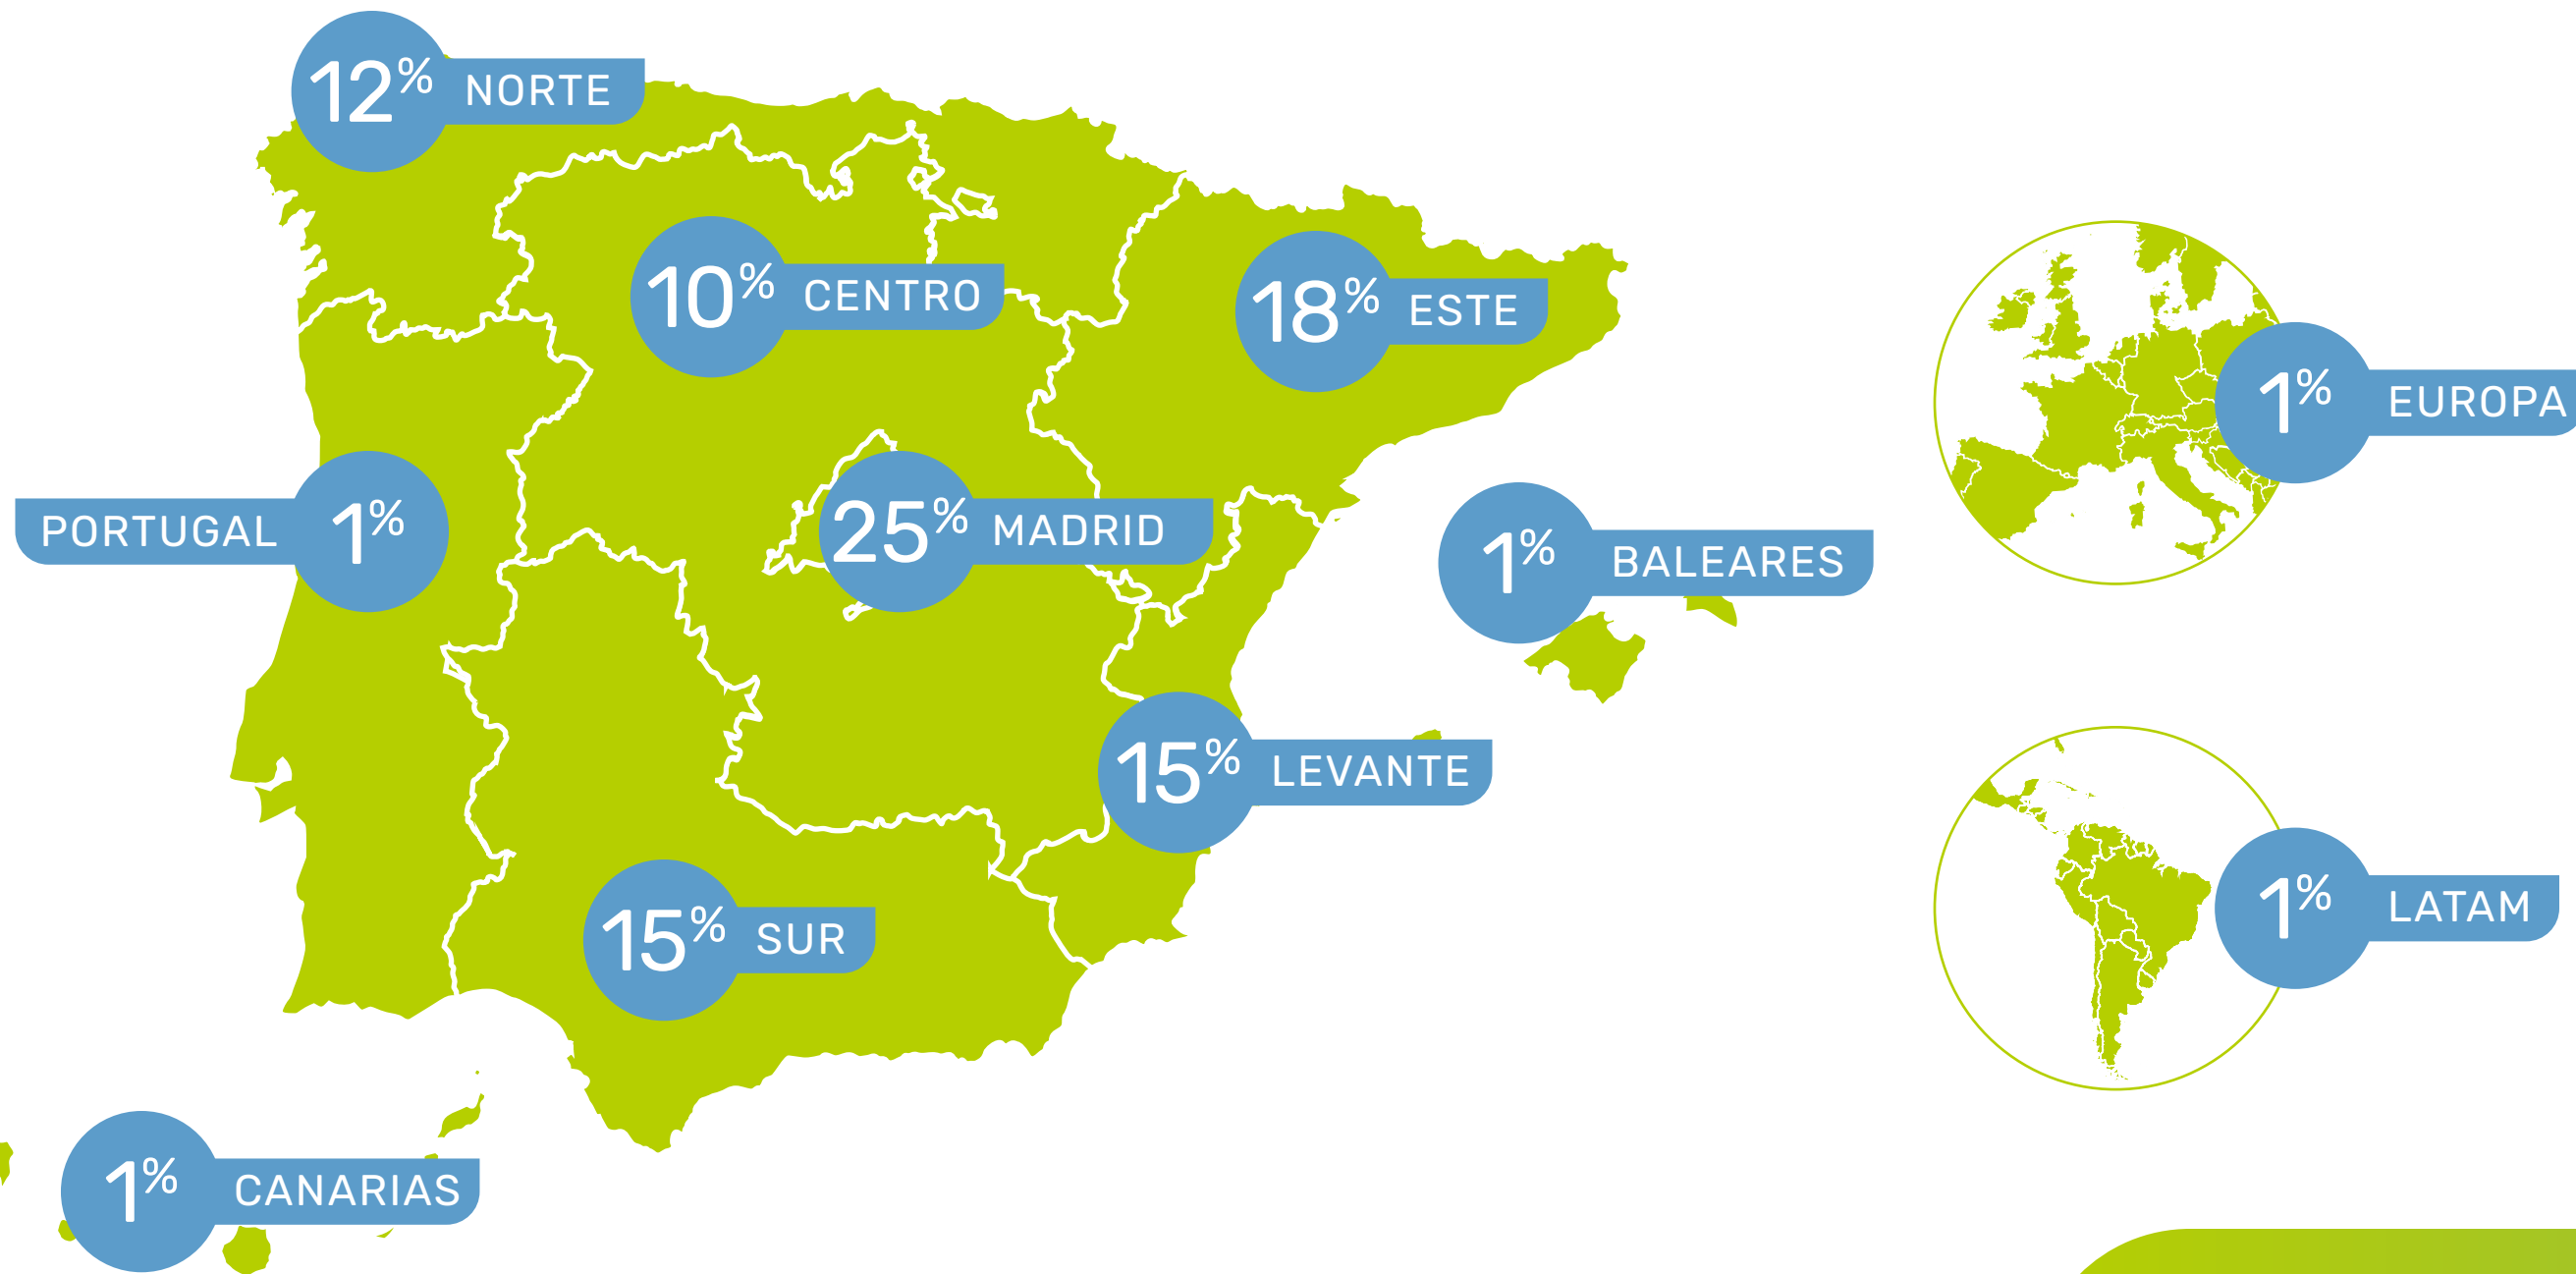 12% NORTE
10% CENTRO
18% ESTE
1% EUROPA
25% MADRID
PORTUGAL 1%
1% BALEARES
15% LEVANTE
1% LATAM
15% SUR
1% CANARIAS